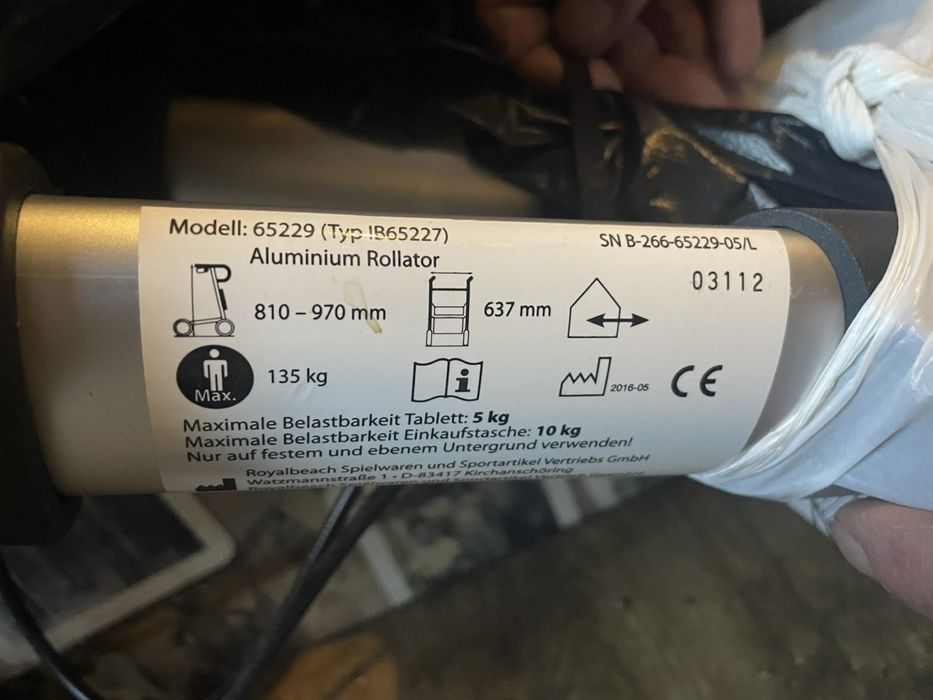 Modell: 65229 (Typ IB65227)
SN B-266-65229-05/L
Aluminium Rollator
03112
810 – 970 mm
637 mm
Max.
135 kg
i
2016-05
CE
Maximale Belastbarkeit Tablett: 5 kg
Maximale Belastbarkeit Einkaufstasche: 10 kg
Nur auf festem und ebenem Untergrund verwenden!
Royalbeach Spielwaren und Sportartikel Vertriebs GmbH
Watzmannstraße 1 • D-83417 Kirchanschöring